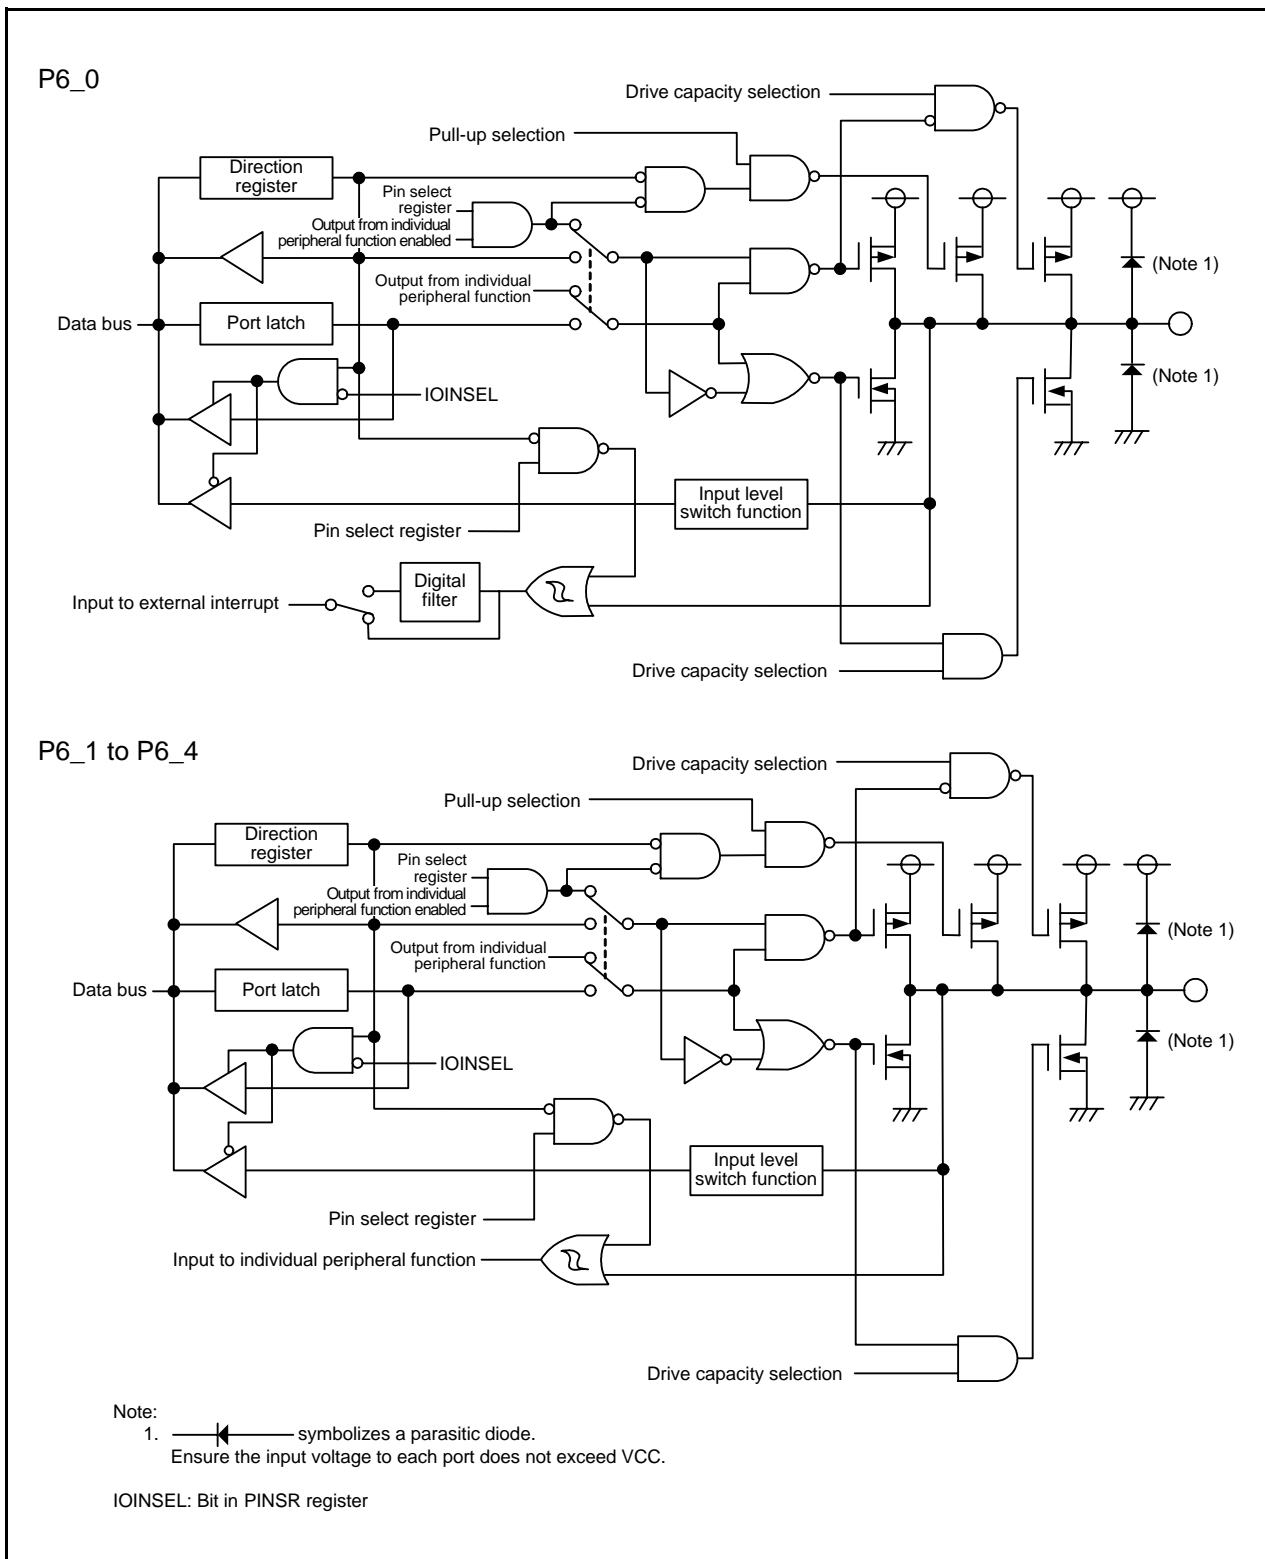 P6_0
Drive capacity selection
Pull-up selection
Direction
register
Pin select
register
Output from individual
peripheral function enabled
Output from individual
peripheral function
(Note 1)
Data bus
Port latch
(Note 1)
IOINSEL
Input level
switch function
Pin select register
Digital
filter
Input to external interrupt
Drive capacity selection
P6_1 to P6_4
Drive capacity selection
Pull-up selection
Direction
register
Pin select
register
Output from individual
peripheral function enabled
Output from individual
peripheral function
(Note 1)
Data bus
Port latch
(Note 1)
IOINSEL
Input level
switch function
Pin select register
Input to individual peripheral function
Drive capacity selection
Note:
1. symbolizes a parasitic diode.
Ensure the input voltage to each port does not exceed VCC.
IOINSEL: Bit in PINSR register